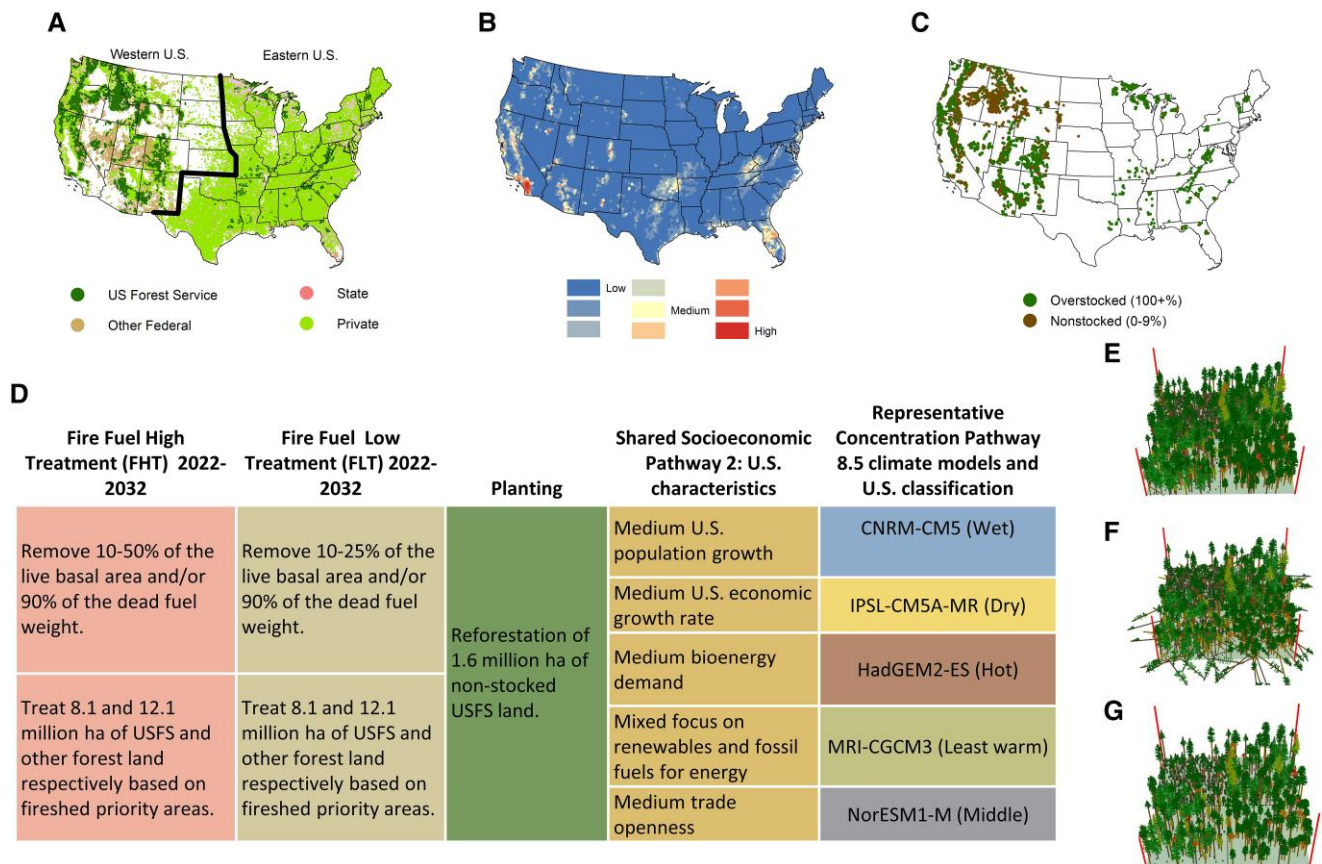 A
Western U.S.
Eastern U.S.
US Forest Service
State
Other Federal
Private
B
Low
Medium
High
C
Overstocked (100+%)
Nonstocked (0-9%)
D
Fire Fuel High
Treatment (FHT) 2022-
2032
Fire Fuel Low
Treatment (FLT) 2022-
2032
Planting
Shared Socioeconomic
Pathway 2: U.S.
characteristics
Representative
Concentration Pathway
8.5 climate models and
U.S. classification
Remove 10-50% of the
live basal area and/or
90% of the dead fuel
weight.
Treat 8.1 and 12.1
million ha of USFS and
other forest land
respectively based on
fireshed priority areas.
Remove 10-25% of the
live basal area and/or
90% of the dead fuel
weight.
Treat 8.1 and 12.1
million ha of USFS and
other forest land
respectively based on
fireshed priority areas.
Reforestation of
1.6 million ha of
non-stocked
USFS land.
Medium U.S.
population growth
Medium U.S. economic
growth rate
Medium bioenergy
demand
Mixed focus on
renewables and fossil
fuels for energy
Medium trade
openness
CNRM-CM5 (Wet)
IPSL-CM5A-MR (Dry)
HadGEM2-ES (Hot)
MRI-CGCM3 (Least warm)
NorESM1-M (Middle)
E
F
G